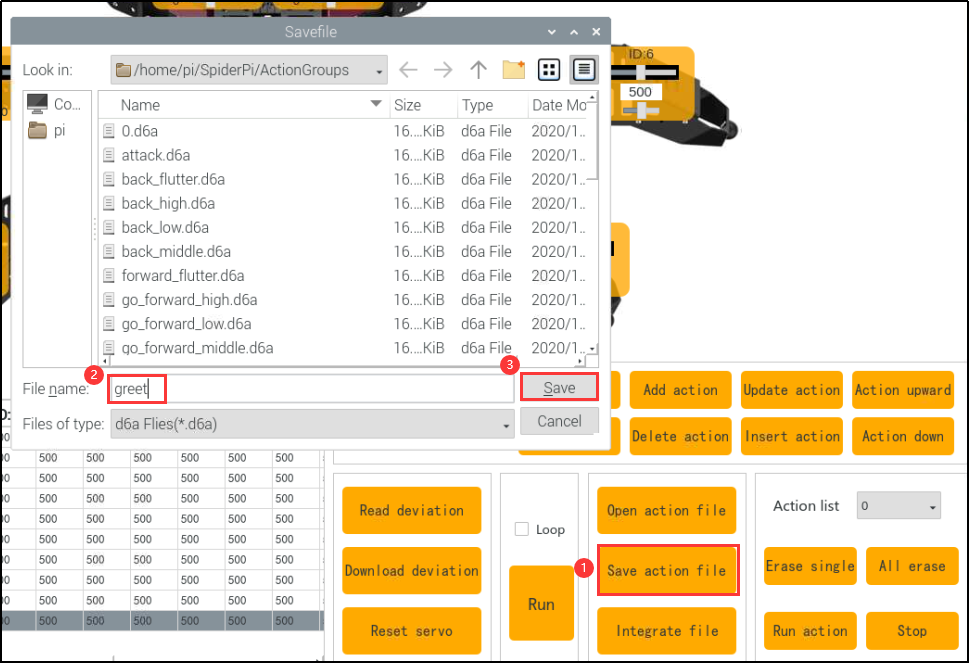 Savefile
Look in: /home/pi/SpiderPi/ActionGroups
Co...
pi
Name Size Type Date Mo
0.d6a 16....KiB d6a File 2020/1..
attack.d6a 16....KiB d6a File 2020/1..
back_flutter.d6a 16....KiB d6a File 2020/1..
back_high.d6a 16....KiB d6a File 2020/1..
back_low.d6a 16....KiB d6a File 2020/1..
back_middle.d6a 16....KiB d6a File 2020/1..
forward_flutter.d6a 16....KiB d6a File 2020/1..
go_forward_high.d6a 16....KiB d6a File 2020/1..
go_forward_low.d6a 16....KiB d6a File 2020/1..
go_forward_middle.d6a 16....KiB d6a File 2020/1..
2
3
File name: greet Save
Files of type: d6a Flies(*.d6a) Cancel
ID:6
500
Add action Update action Action upward
Delete action Insert action Action down
500 500 500 500 500 500
500 500 500 500 500 500
500 500 500 500 500 500
500 500 500 500 500 500
500 500 500 500 500 500
500 500 500 500 500 500
500 500 500 500 500 500
500 500 500 500 500 500
500 500 500 500 500 500
Read deviation
Download deviation
Reset servo
Loop
Run
Open action file
1
Save action file
Integrate file
Action list 0
Erase single All erase
Run action Stop